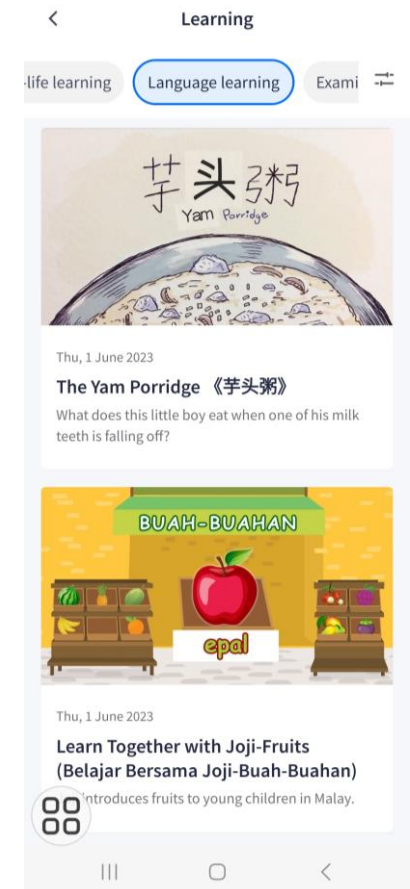 Learning
-life learning
Language learning
Exami
芋头粥
Yam Porridge
Thu, 1 June 2023
The Yam Porridge 《芋头粥》
What does this little boy eat when one of his milk
teeth is falling off?
BUAH-BUAHAN
epal
Thu, 1 June 2023
Learn Together with Joji-Fruits
(Belajar Bersama Joji-Buah-Buahan)
introduces fruits to young children in Malay.